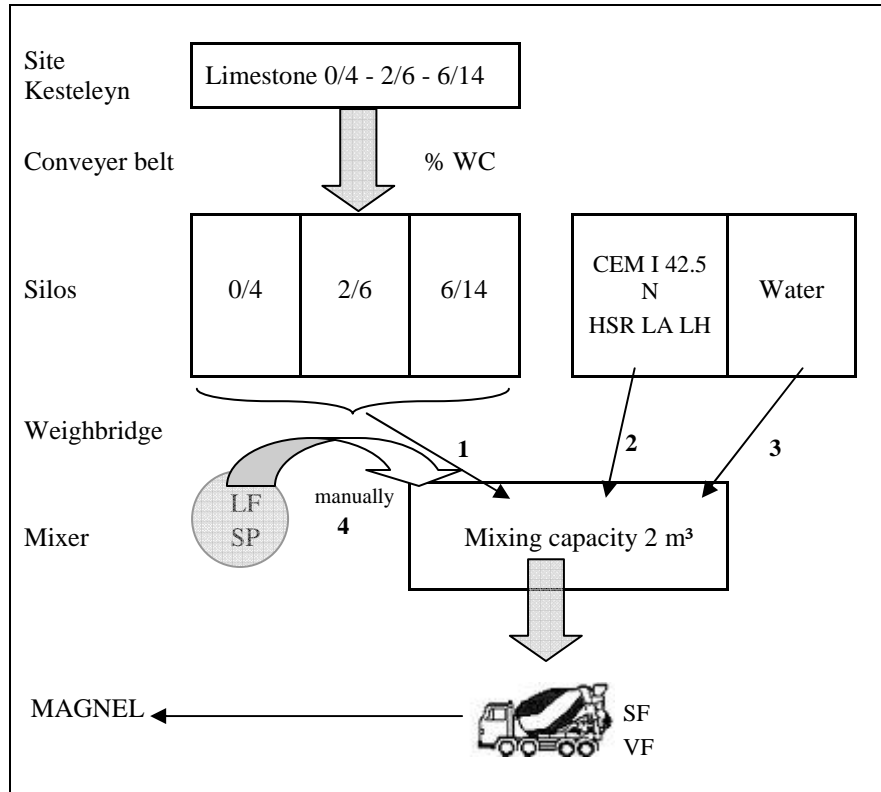 Site
Kesteleyn
Limestone 0/4 - 2/6 - 6/14
Conveyer belt
% WC
Silos
0/4
2/6
6/14
CEM I 42.5
N
HSR LA LH
Water
Weighbridge
1
2
3
LF
SP
manually
4
Mixer
Mixing capacity 2 m³
MAGNEL
SF
VF